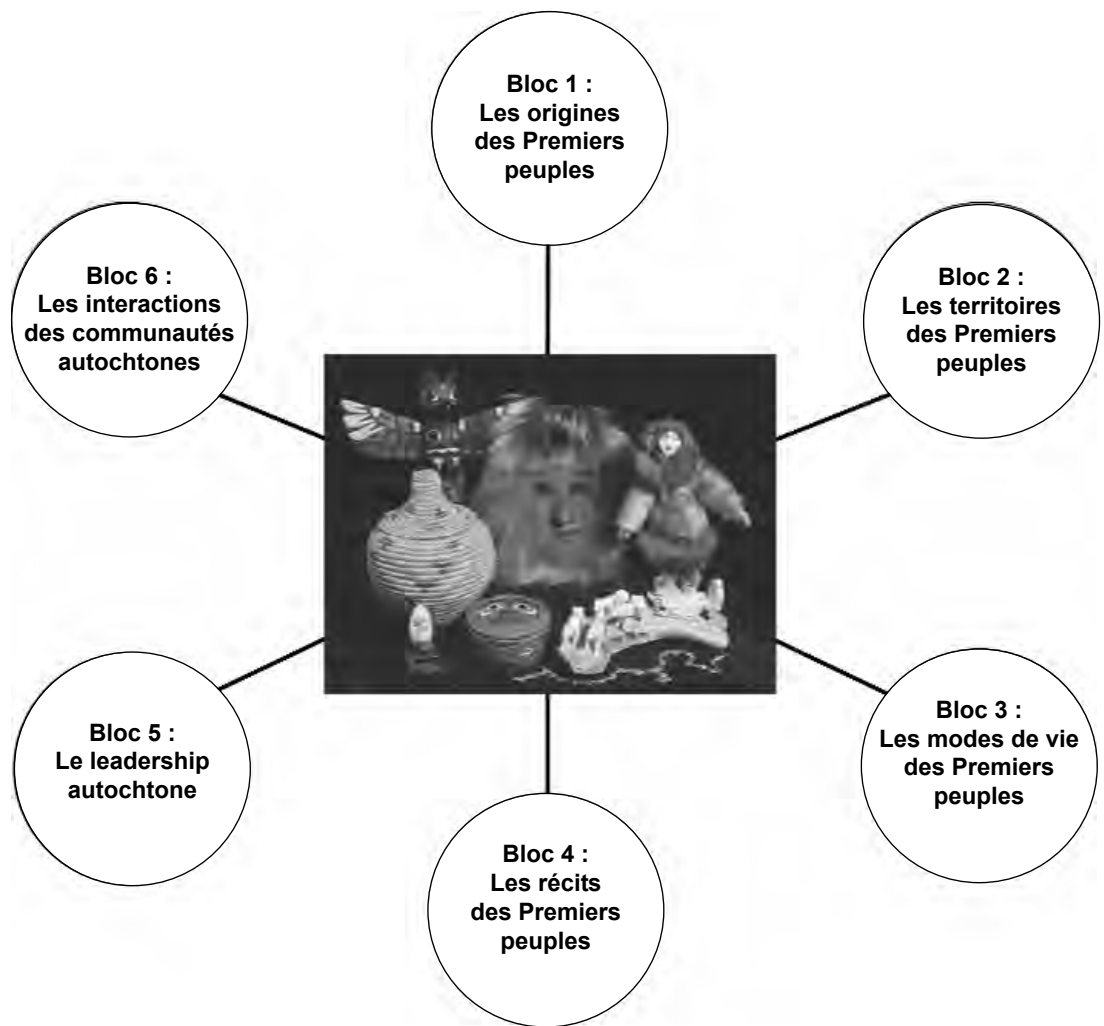 Bloc 1 :
Les origines
des Premiers
peuples
Bloc 2 :
Les territoires
des Premiers
peuples
Bloc 3 :
Les modes de vie
des Premiers
peuples
Bloc 4 :
Les récits
des Premiers
peuples
Bloc 5 :
Le leadership
autochtone
Bloc 6 :
Les interactions
des communautés
autochtones